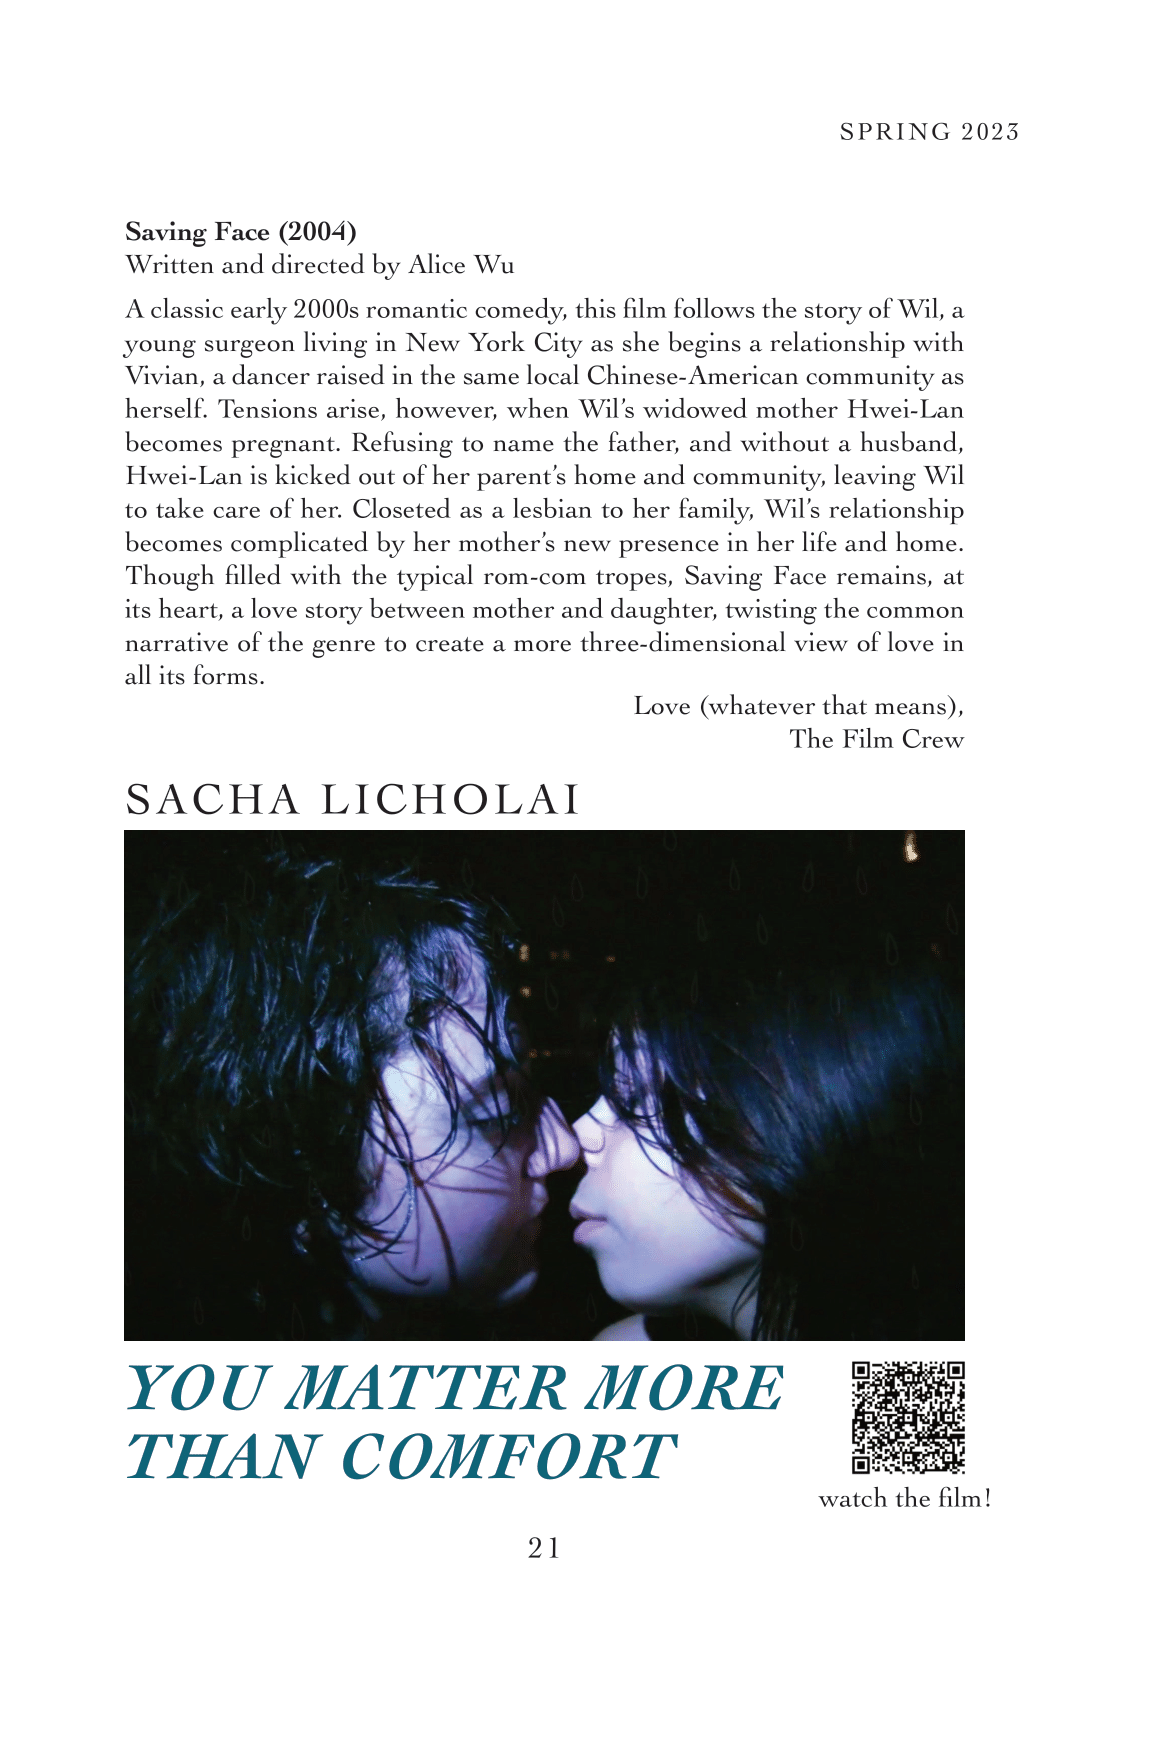 SPRING 2023
Saving Face (2004)
Written and directed by Alice Wu
A classic early 2000s romantic comedy, this film follows the story of Wil, a
young surgeon living in New York City as she begins a relationship with
Vivian, a dancer raised in the same local Chinese-American community as
herself. Tensions arise, however, when Wil’s widowed mother Hwei-Lan
becomes pregnant. Refusing to name the father, and without a husband,
Hwei-Lan is kicked out of her parent’s home and community, leaving Wil
to take care of her. Closeted as a lesbian to her family, Wil’s relationship
becomes complicated by her mother’s new presence in her life and home.
Though filled with the typical rom-com tropes, Saving Face remains, at
its heart, a love story between mother and daughter, twisting the common
narrative of the genre to create a more three-dimensional view of love in
all its forms.
Love (whatever that means),
The Film Crew
SACHA LICHOLAI
YOU MATTER MORE
THAN COMFORT
watch the film!
21